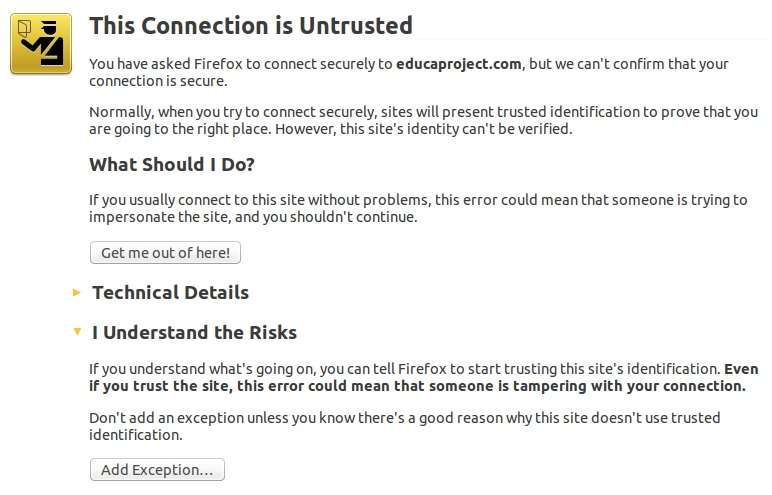 This Connection is Untrusted
You have asked Firefox to connect securely to educaproject.com, but we can't confirm that your
connection is secure.
Normally, when you try to connect securely, sites will present trusted identification to prove that you
are going to the right place. However, this site's identity can't be verified.
What Should I Do?
If you usually connect to this site without problems, this error could mean that someone is trying to
impersonate the site, and you shouldn't continue.
Get me out of here!
Technical Details
I Understand the Risks
If you understand what's going on, you can tell Firefox to start trusting this site's identification. Even
if you trust the site, this error could mean that someone is tampering with your connection.
Don't add an exception unless you know there's a good reason why this site doesn't use trusted
identification.
Add Exception...